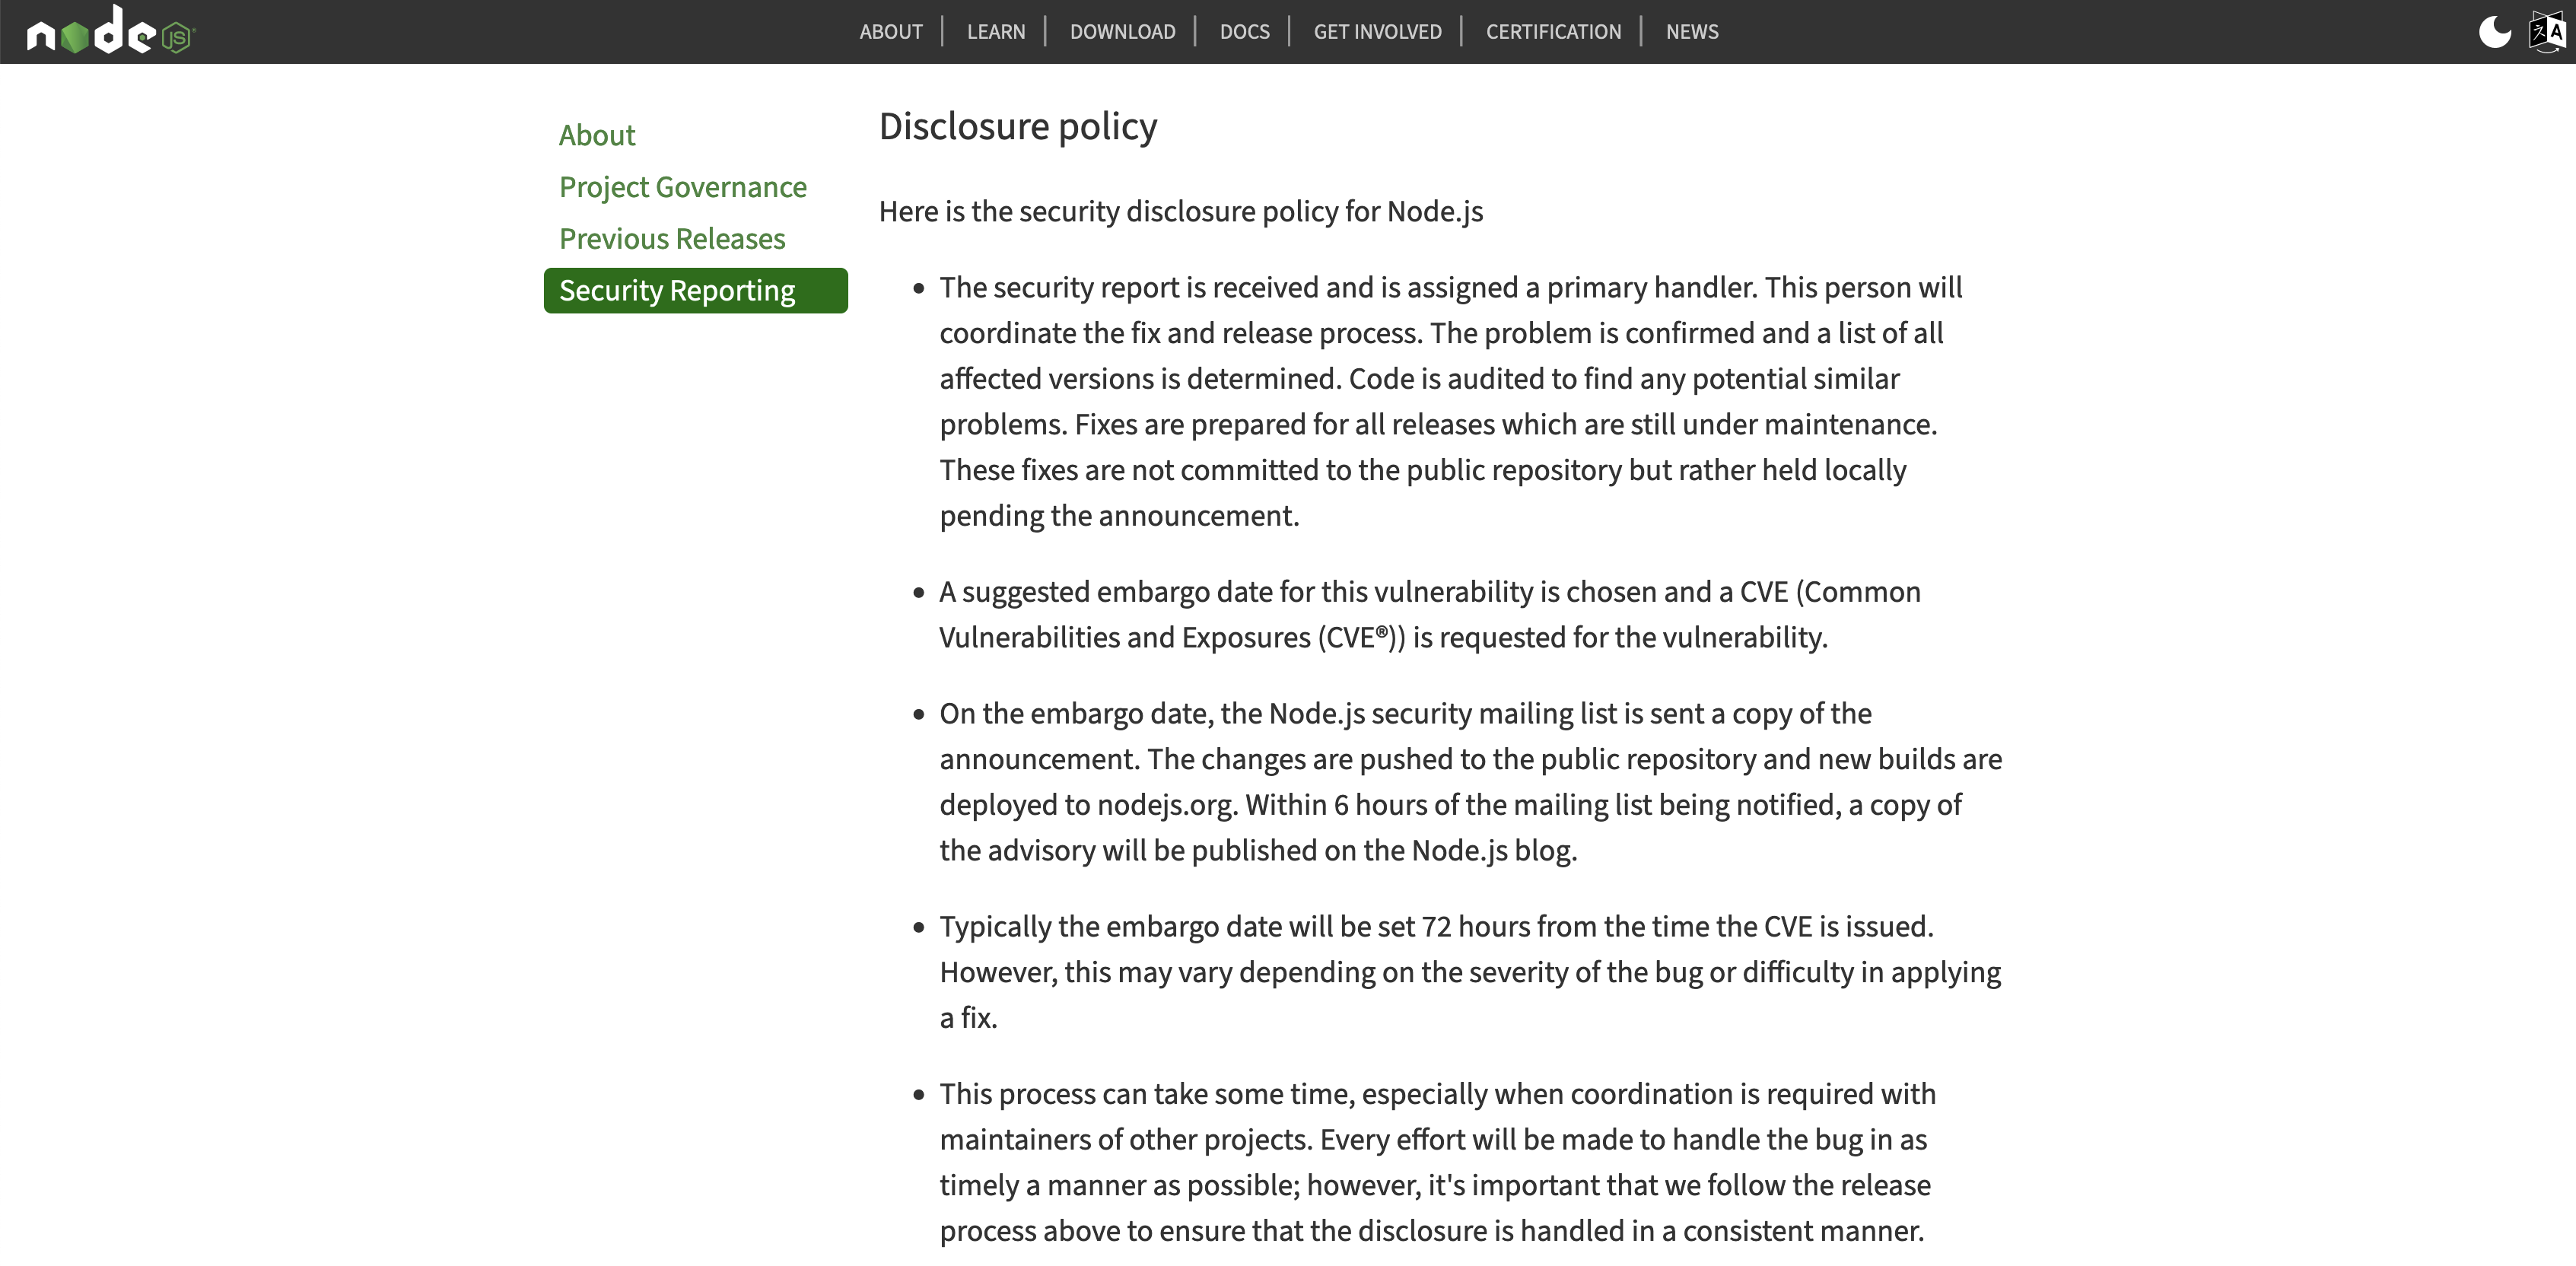 node JS
ABOUT | LEARN | DOWNLOAD | DOCS | GET INVOLVED | CERTIFICATION | NEWS
文 A
About
Project Governance
Previous Releases
Security Reporting
Disclosure policy
Here is the security disclosure policy for Node.js
• The security report is received and is assigned a primary handler. This person will
coordinate the fix and release process. The problem is confirmed and a list of all
affected versions is determined. Code is audited to find any potential similar
problems. Fixes are prepared for all releases which are still under maintenance.
These fixes are not committed to the public repository but rather held locally
pending the announcement.
• A suggested embargo date for this vulnerability is chosen and a CVE (Common
Vulnerabilities and Exposures (CVE®)) is requested for the vulnerability.
• On the embargo date, the Node.js security mailing list is sent a copy of the
announcement. The changes are pushed to the public repository and new builds are
deployed to nodejs.org. Within 6 hours of the mailing list being notified, a copy of
the advisory will be published on the Node.js blog.
• Typically the embargo date will be set 72 hours from the time the CVE is issued.
However, this may vary depending on the severity of the bug or difficulty in applying
a fix.
• This process can take some time, especially when coordination is required with
maintainers of other projects. Every effort will be made to handle the bug in as
timely a manner as possible; however, it's important that we follow the release
process above to ensure that the disclosure is handled in a consistent manner.